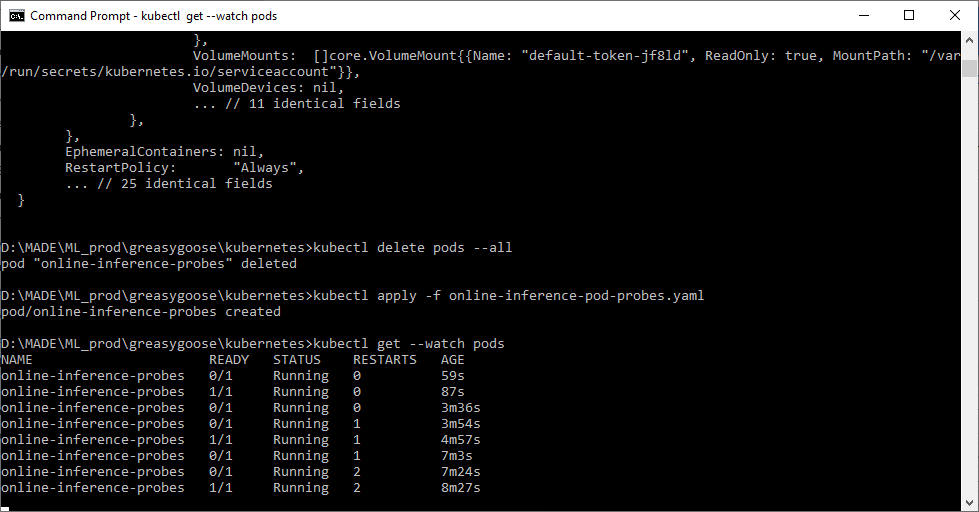 Command Prompt - kubectl  get --watch pods
                        },
                        VolumeMounts:  []core.VolumeMount{{Name: "default-token-jf8ld", ReadOnly: true, MountPath: "/var
/run/secrets/kubernetes.io/serviceaccount"}},
                        VolumeDevices: nil,
                        ... // 11 identical fields
                },
        },
        EphemeralContainers: nil,
        RestartPolicy:       "Always",
        ... // 25 identical fields
  }
D:\MADE\ML_prod\greasygoose\kubernetes>kubectl delete pods --all
pod "online-inference-probes" deleted
D:\MADE\ML_prod\greasygoose\kubernetes>kubectl apply -f online-inference-pod-probes.yaml
pod/online-inference-probes created
D:\MADE\ML_prod\greasygoose\kubernetes>kubectl get --watch pods
NAME                      READY   STATUS    RESTARTS   AGE
online-inference-probes   0/1     Running   0          59s
online-inference-probes   1/1     Running   0          87s
online-inference-probes   0/1     Running   0          3m36s
online-inference-probes   0/1     Running   1          3m54s
online-inference-probes   1/1     Running   1          4m57s
online-inference-probes   0/1     Running   1          7m3s
online-inference-probes   0/1     Running   2          7m24s
online-inference-probes   1/1     Running   2          8m27s